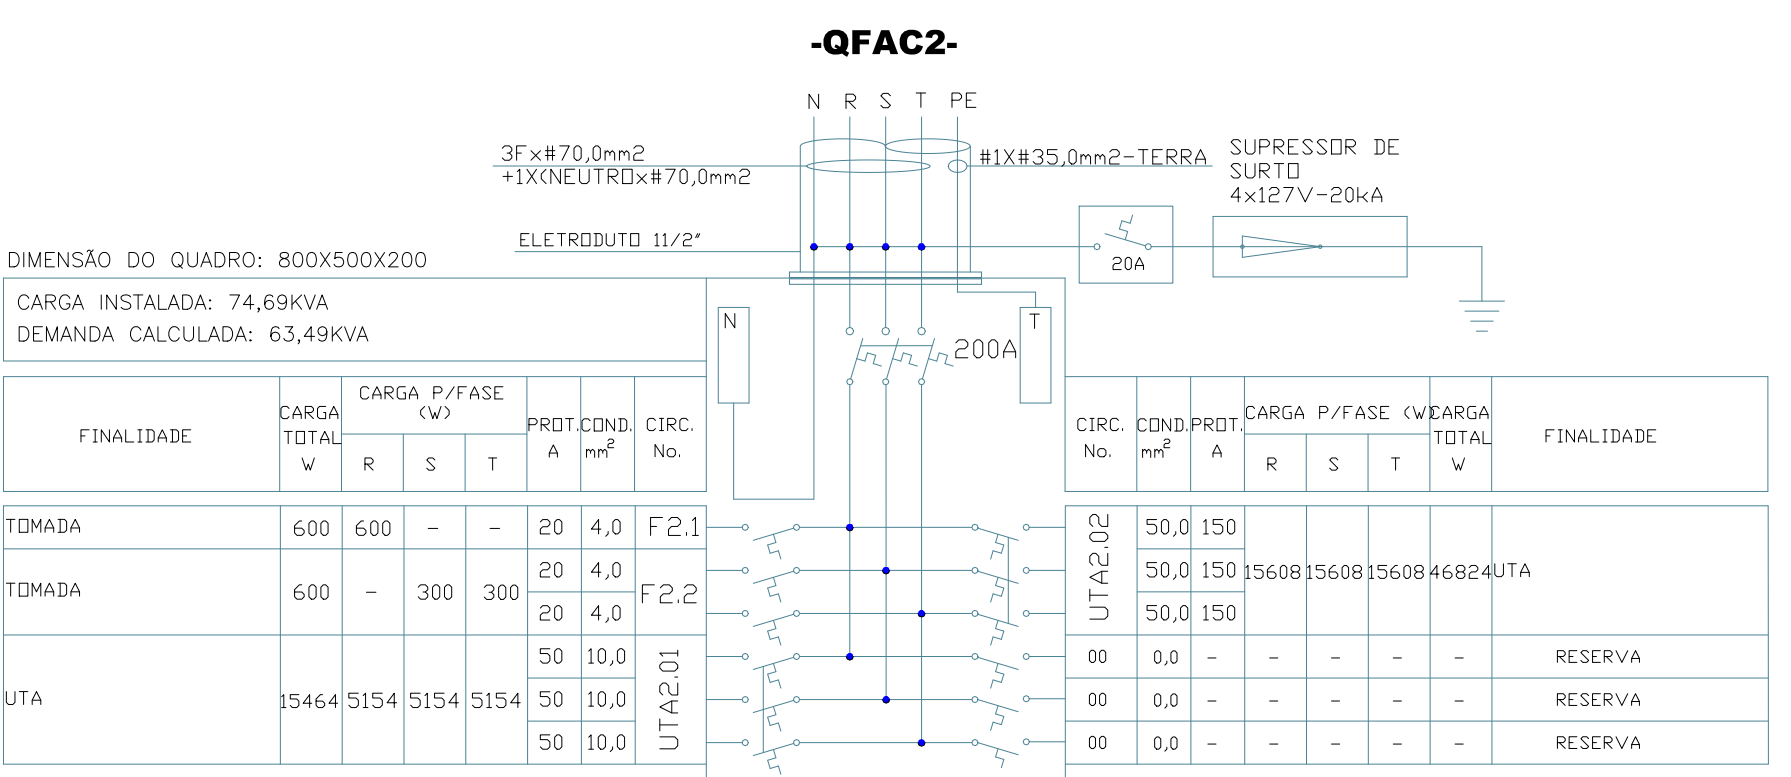 -QFAC2-
N R S T PE
3Fx#70,0mm2
+1X(NEUTROx#70,0mm2
#1X#35,0mm2-TERRA
SUPRESSOR DE
SURTO
4x127V-20kA
ELETRODUTO 11/2"
20A
DIMENSÃO DO QUADRO: 800X500X200
CARGA INSTALADA: 74,69KVA
DEMANDA CALCULADA: 63,49KVA
N
T
200A
FINALIDADE
CARGA
TOTAL
W
CARGA P/FASE
(W)
R S T
PROT.
A
COND.
mm2
CIRC.
No.
CIRC.
No.
COND.
mm2
PROT.
A
CARGA P/FASE (W)
R S T
CARGA
TOTAL
W
FINALIDADE
TOMADA 600 600 - - 20 4,0 F2.1
TOMADA 600 - 300 300 20 4,0 F2.2
20 4,0
UTA 15464 5154 5154 5154 50 10,0 UTA2.01
50 10,0
50 10,0
UTA2.02 50,0 150 15608 15608 15608 46824 UTA
50,0 150
50,0 150
00 0,0 - - - - - RESERVA
00 0,0 - - - - - RESERVA
00 0,0 - - - - - RESERVA